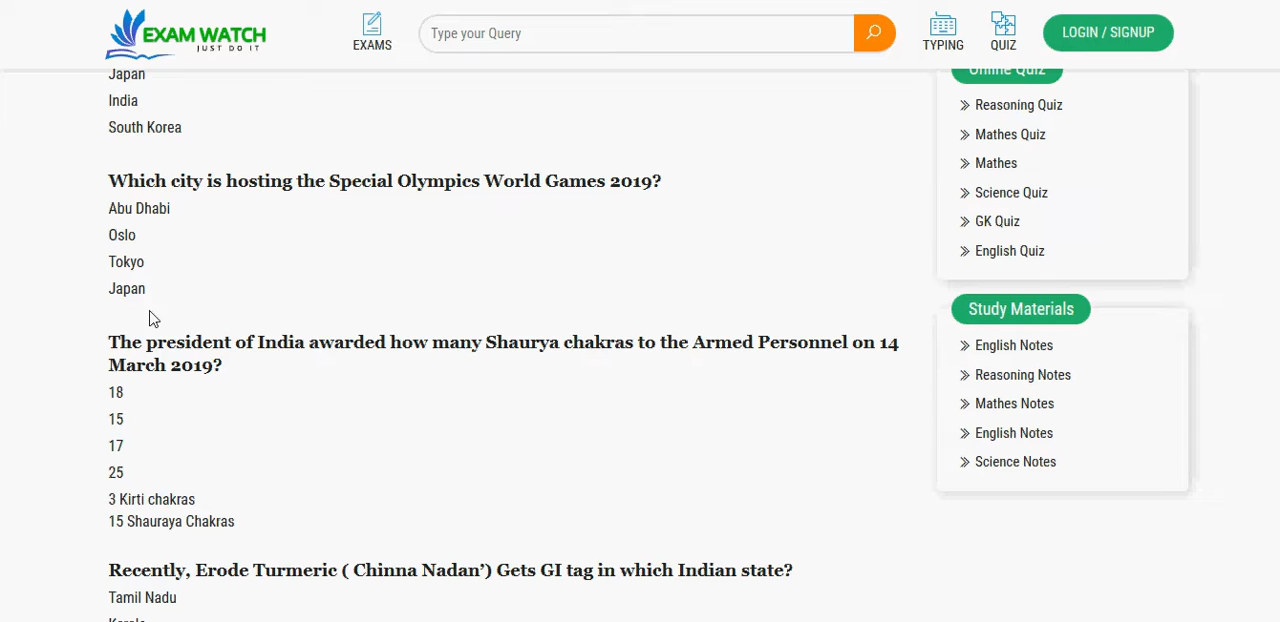 EXAM WATCH
JUST DO IT
EXAMS
Type your Query
TYPING
QUIZ
LOGIN / SIGNUP
Japan
India
South Korea
Which city is hosting the Special Olympics World Games 2019?
Abu Dhabi
Oslo
Tokyo
Japan
The president of India awarded how many Shaurya chakras to the Armed Personnel on 14
March 2019?
18
15
17
25
3 Kirti chakras
15 Shauraya Chakras
Recently, Erode Turmeric ( Chinna Nadan’) Gets GI tag in which Indian state?
Tamil Nadu
Kerala
Online Quiz
Reasoning Quiz
Mathes Quiz
Mathes
Science Quiz
GK Quiz
English Quiz
Study Materials
English Notes
Reasoning Notes
Mathes Notes
English Notes
Science Notes